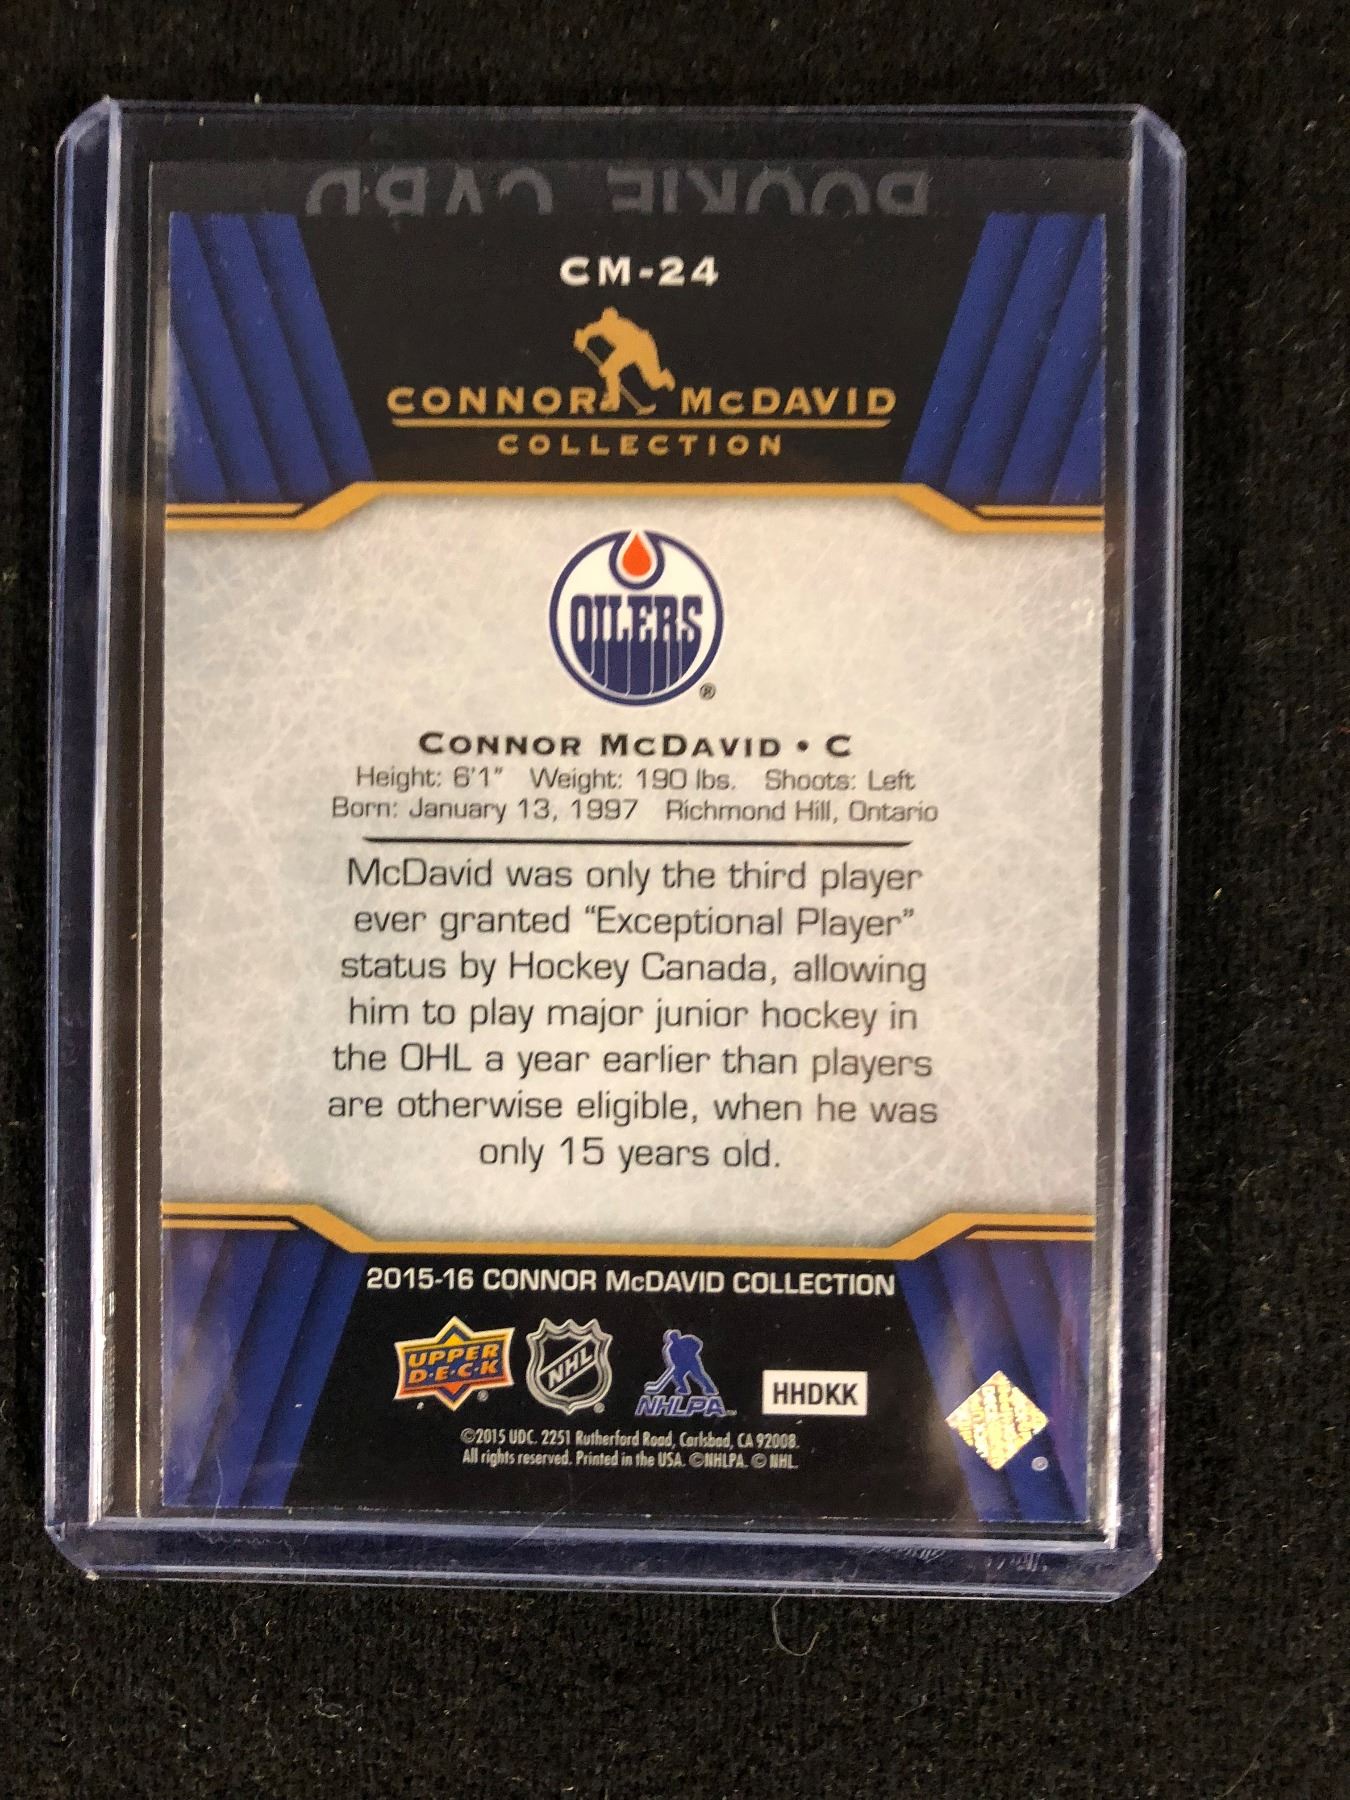 ROOKIE CARD
CM-24
CONNOR McDAVID
COLLECTION
OILERS
®
CONNOR McDAVID • C
Height: 6'1" Weight: 190 lbs. Shoots: Left
Born: January 13, 1997 Richmond Hill, Ontario
McDavid was only the third player
ever granted “Exceptional Player”
status by Hockey Canada, allowing
him to play major junior hockey in
the OHL a year earlier than players
are otherwise eligible, when he was
only 15 years old.
2015-16 CONNOR McDAVID COLLECTION
UPPER
D•E•C•K
®
NHL
®
NHLPA
HHDKK
©2015 UDC. 2251 Rutherford Road, Carlsbad, CA 92008.
All rights reserved. Printed in the USA. ©NHLPA. © NHL.
®